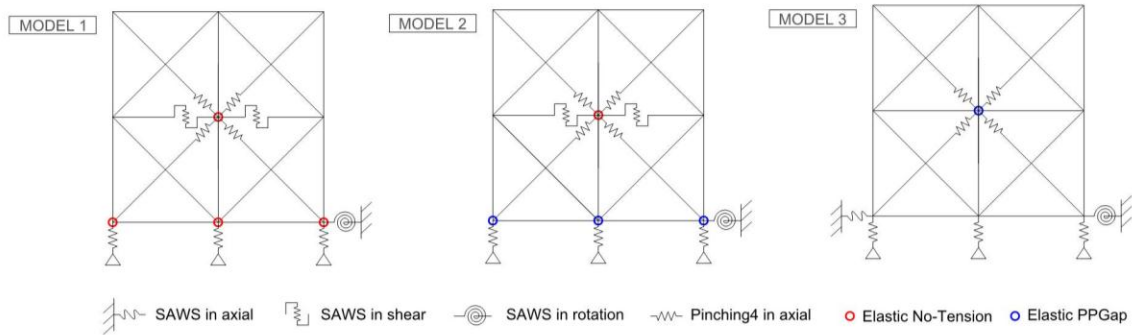 MODEL 1
MODEL 2
MODEL 3
SAWS in axial
SAWS in shear
SAWS in rotation
Pinching4 in axial
Elastic No-Tension
Elastic PPGap